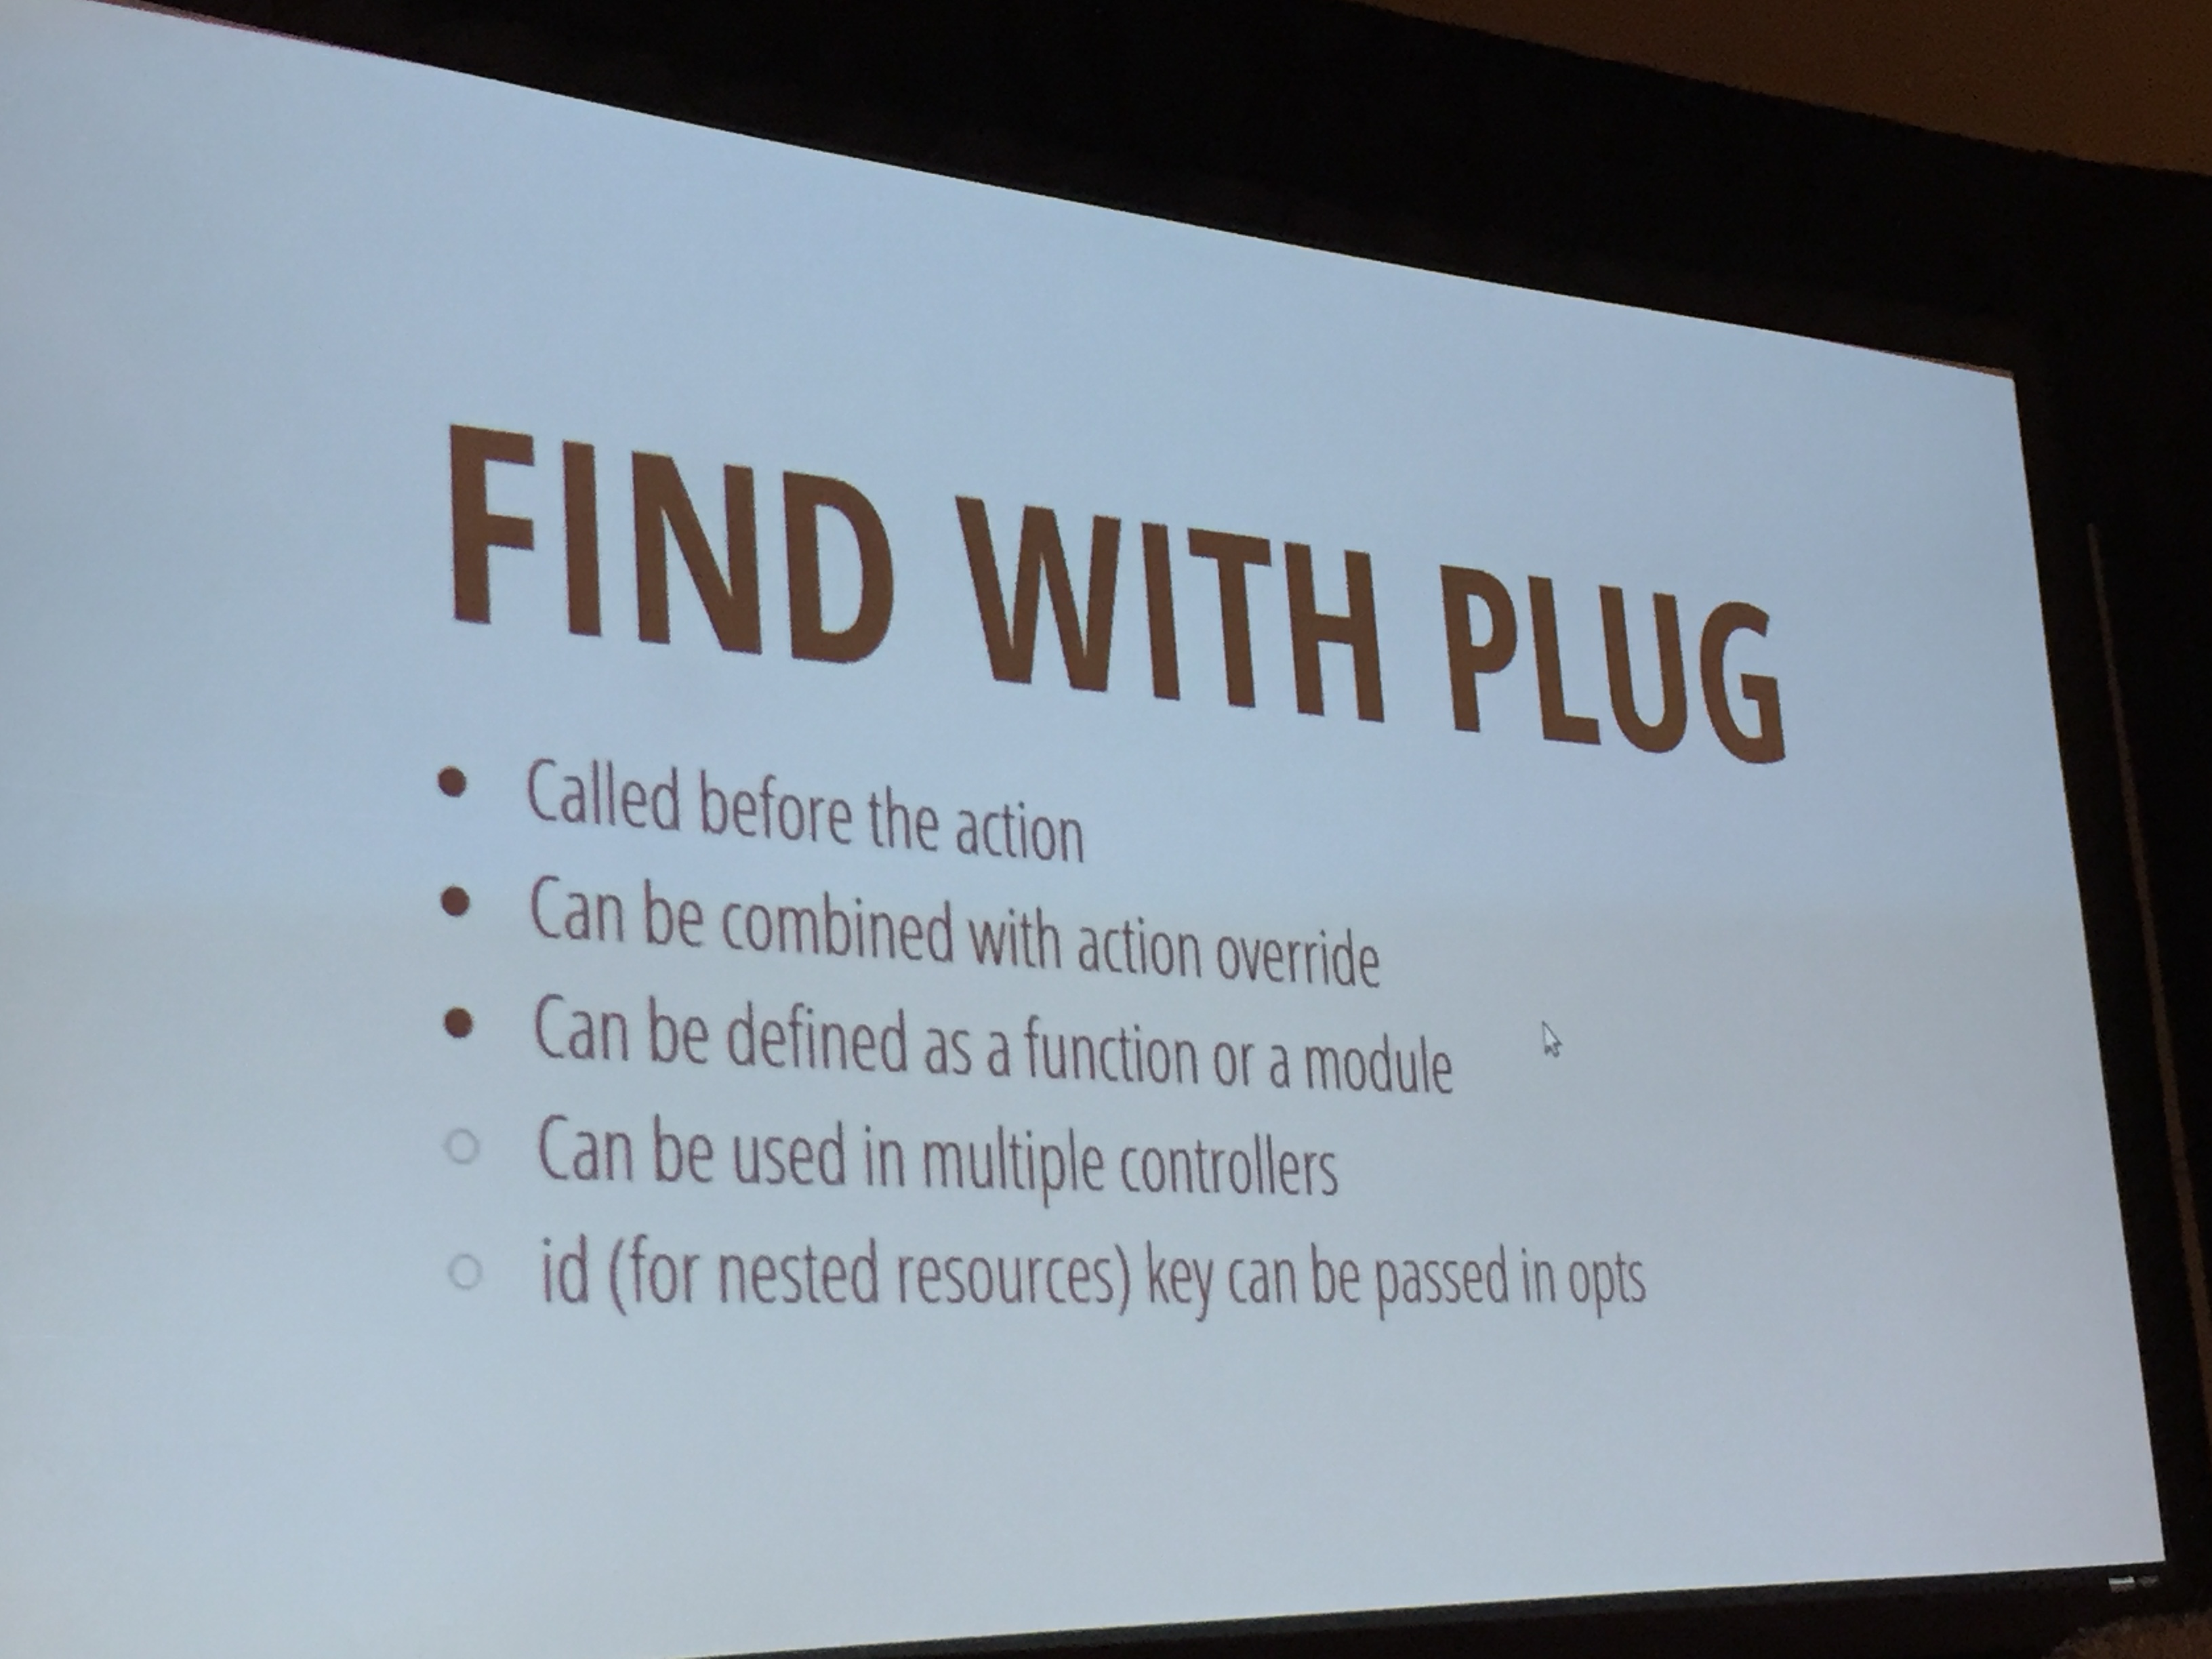 FIND WITH PLUG
• Called before the action
• Can be combined with action override
• Can be defined as a function or a module
○ Can be used in multiple controllers
○ id (for nested resources) key can be passed in opts